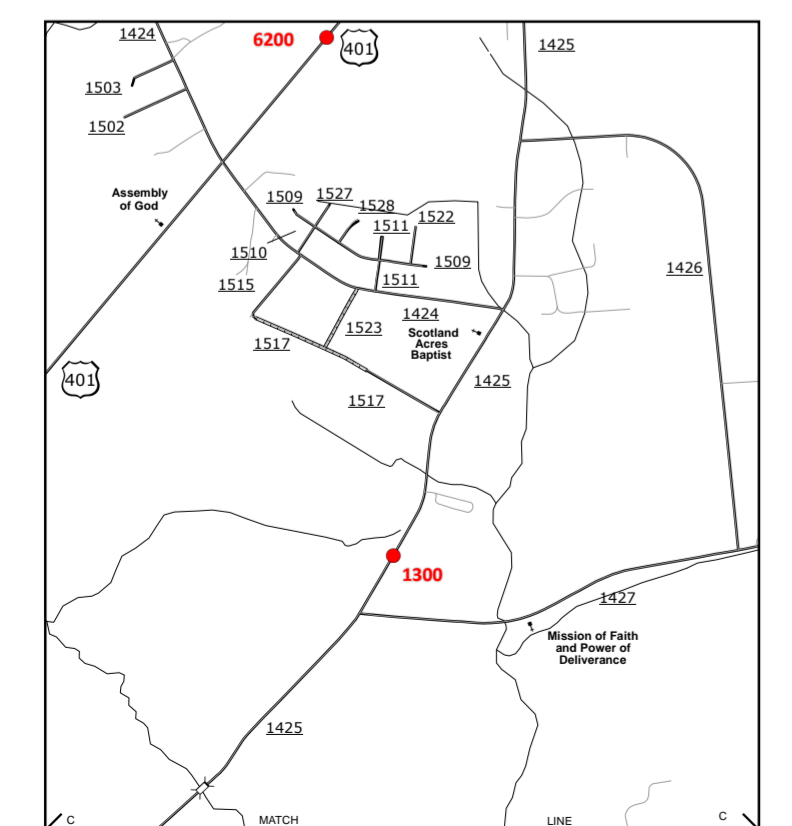 1424
6200
401
1425
1503
1502
Assembly
of God
1509
1527
1528
1511
1522
1510
1509
1426
1515
1511
1424
1523
Scotland
Acres
Baptist
1517
401
1425
1517
1300
1427
Mission of Faith
and Power of
Deliverance
1425
C
MATCH
LINE
C